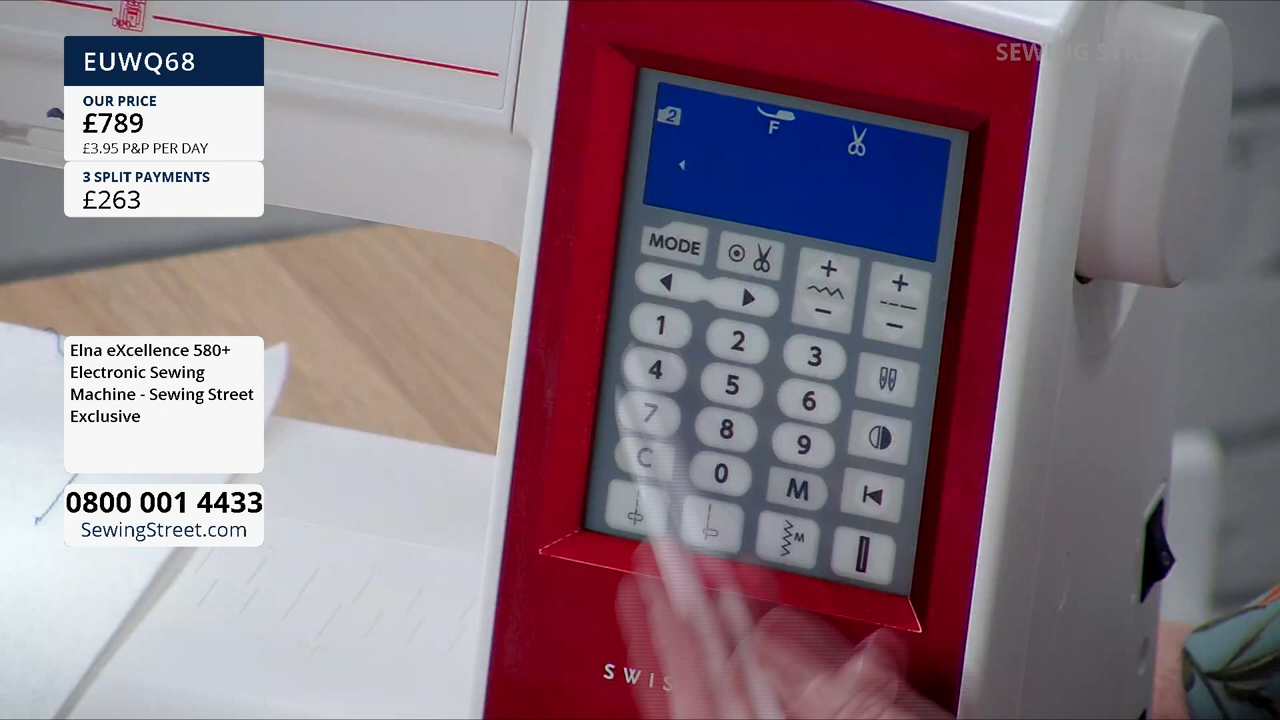 EUWQ68
OUR PRICE
£789
£3.95 P&P PER DAY
3 SPLIT PAYMENTS
£263
Elna eXcellence 580+
Electronic Sewing
Machine - Sewing Street
Exclusive
0800 001 4433
SewingStreet.com
SEWING STREET
2
F
MODE
+ +
- -
1 2 3
4 5 6
7 8 9
C 0 M
M
SWIS